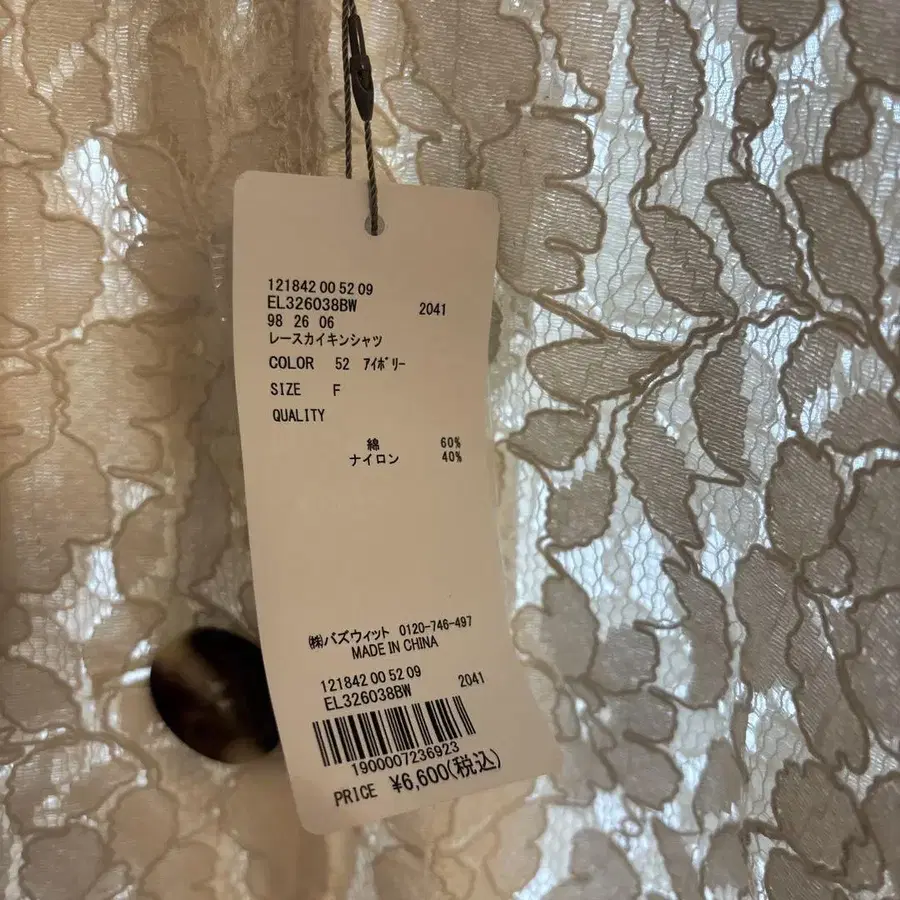 121842 00 52 09
EL326038BW 2041
98 26 06
レースカイキンシャツ
COLOR 52 アイボリー
SIZE F
QUALITY
綿 60%
ナイロン 40%
㈱バズウィット 0120-746-497
MADE IN CHINA
121842 00 52 09
EL326038BW 2041
1900007236923
PRICE ¥6,600(税込)